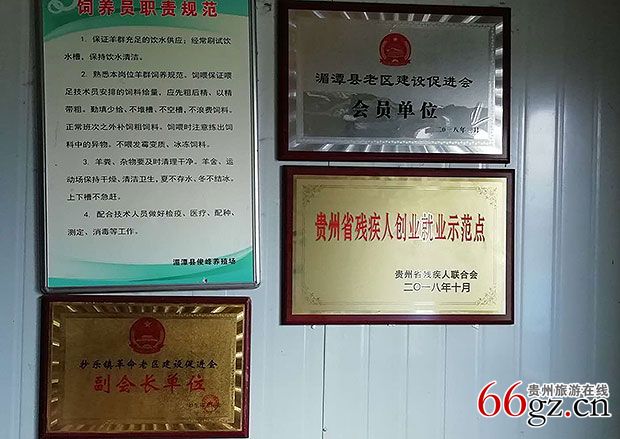 饲养员职责规范
1．保证羊群充足的饮水供应；经常刷试饮
水槽、保持饮水清洁。
2．熟悉本岗位羊群饲养规范。饲喂保证喂
足技术员安排的饲料给量，应先粗后精、以精
带粗。勤填少给、不堆槽、不空槽，不浪费饲料。
正常班次之外补饲粗饲料。饲喂时注意拣出饲
料中的异物。不喂发霉变质、冰冻饲料。
3．羊粪、杂物要及时清理干净。羊舍、运
动场保持干燥，清洁卫生，夏不存水，冬不结冰，
上下槽不急赶。
4．配合技术人员做好检疫、医疗、配种、
测定、消毒等工作。
湄潭县俊峰养殖场
湄潭县老区建设促进会
会员单位
二〇一八年 月
贵州省残疾人创业就业示范点
贵州省残疾人联合会
二〇一八年十月
抄乐镇革命老区建设促进会
副会长单位
贵州旅游在线
66gz.cn